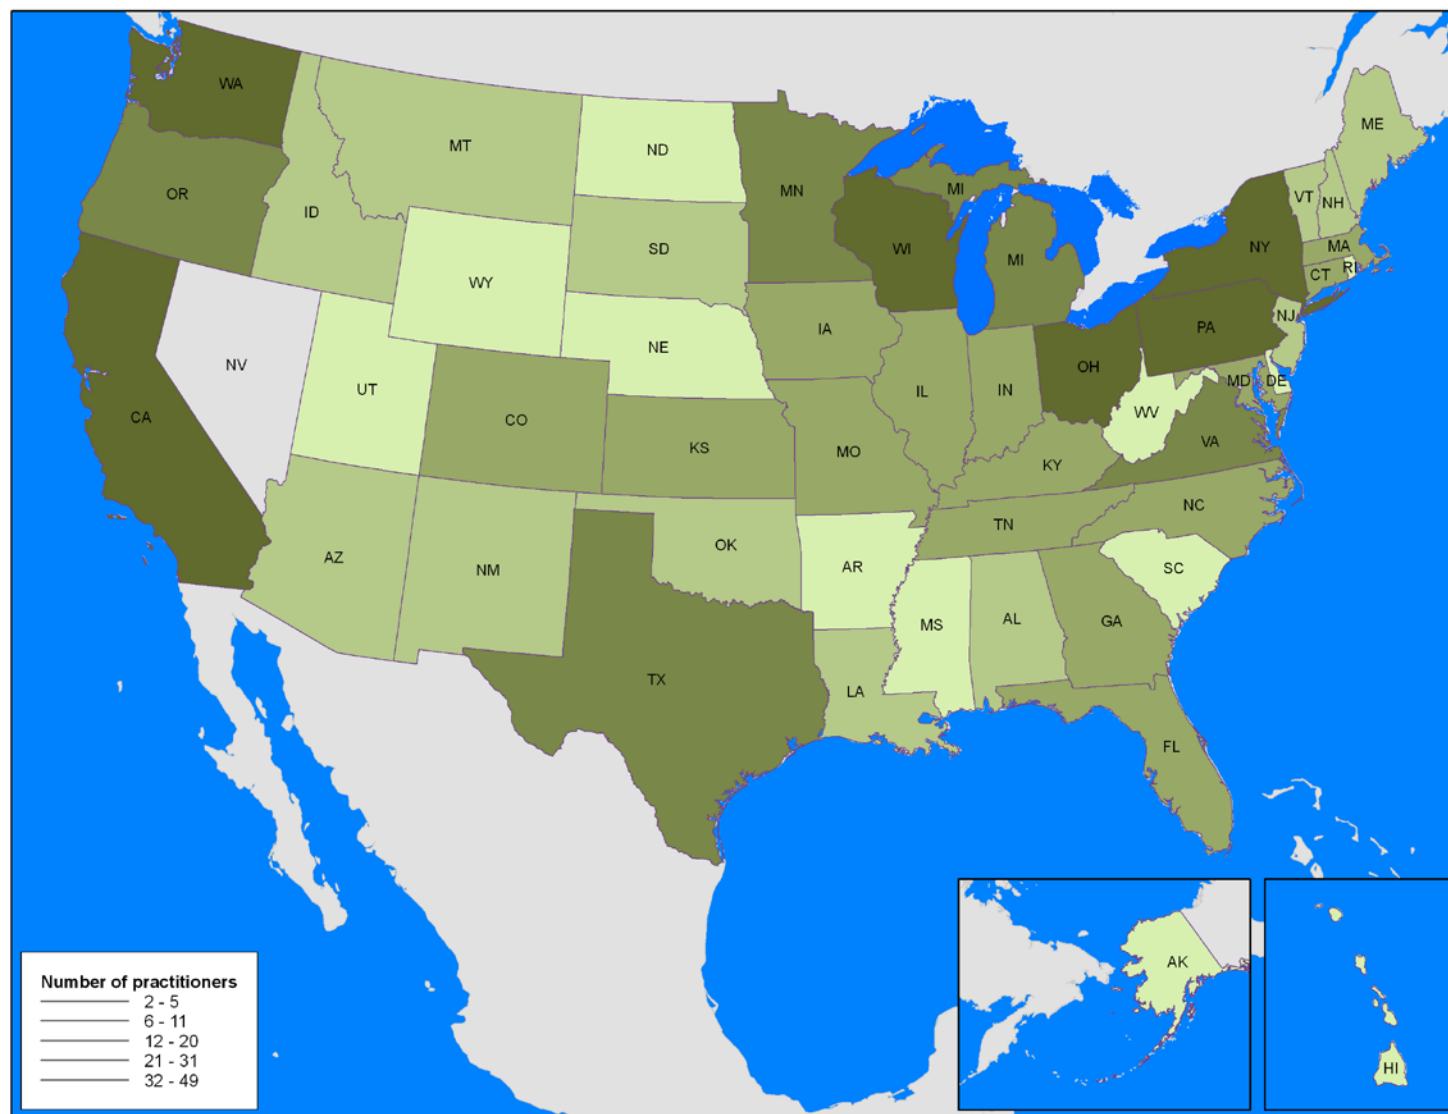 WA
ME
MT
ND
VT
NH
OR
MN
MI
ID
NY
MA
SD
WI
MI
CT
RI
WY
NJ
IA
PA
NE
NV
OH
MD
DE
UT
IL
IN
WV
CA
CO
KS
MO
KY
VA
NC
TN
AZ
NM
OK
AR
SC
MS
AL
GA
TX
LA
FL
AK
HI
Number of practitioners
2 - 5
6 - 11
12 - 20
21 - 31
32 - 49